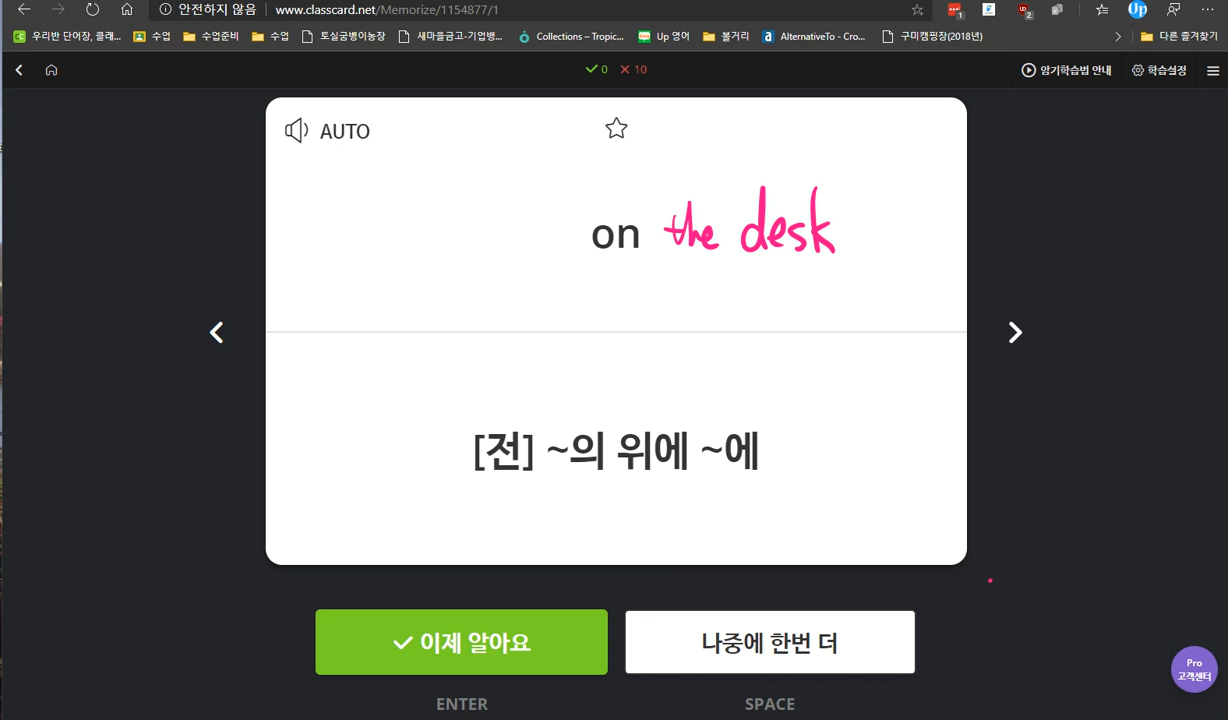 안전하지 않음 www.classcard.net/Memorize/1154877/1
우리반 단어장, 클래... 수업 수업준비 수업 토실굼벵이농장 새마을금고-기업뱅... Collections – Tropic... Up 영어 볼거리 AlternativeTo - Cro... 구미캠핑장(2018년) 다른 즐겨찾기
0 10 암기학습법 안내 학습설정
AUTO
on the desk
[전] ~의 위에 ~에
이제 알아요 나중에 한번 더
Pro
고객센터
ENTER SPACE